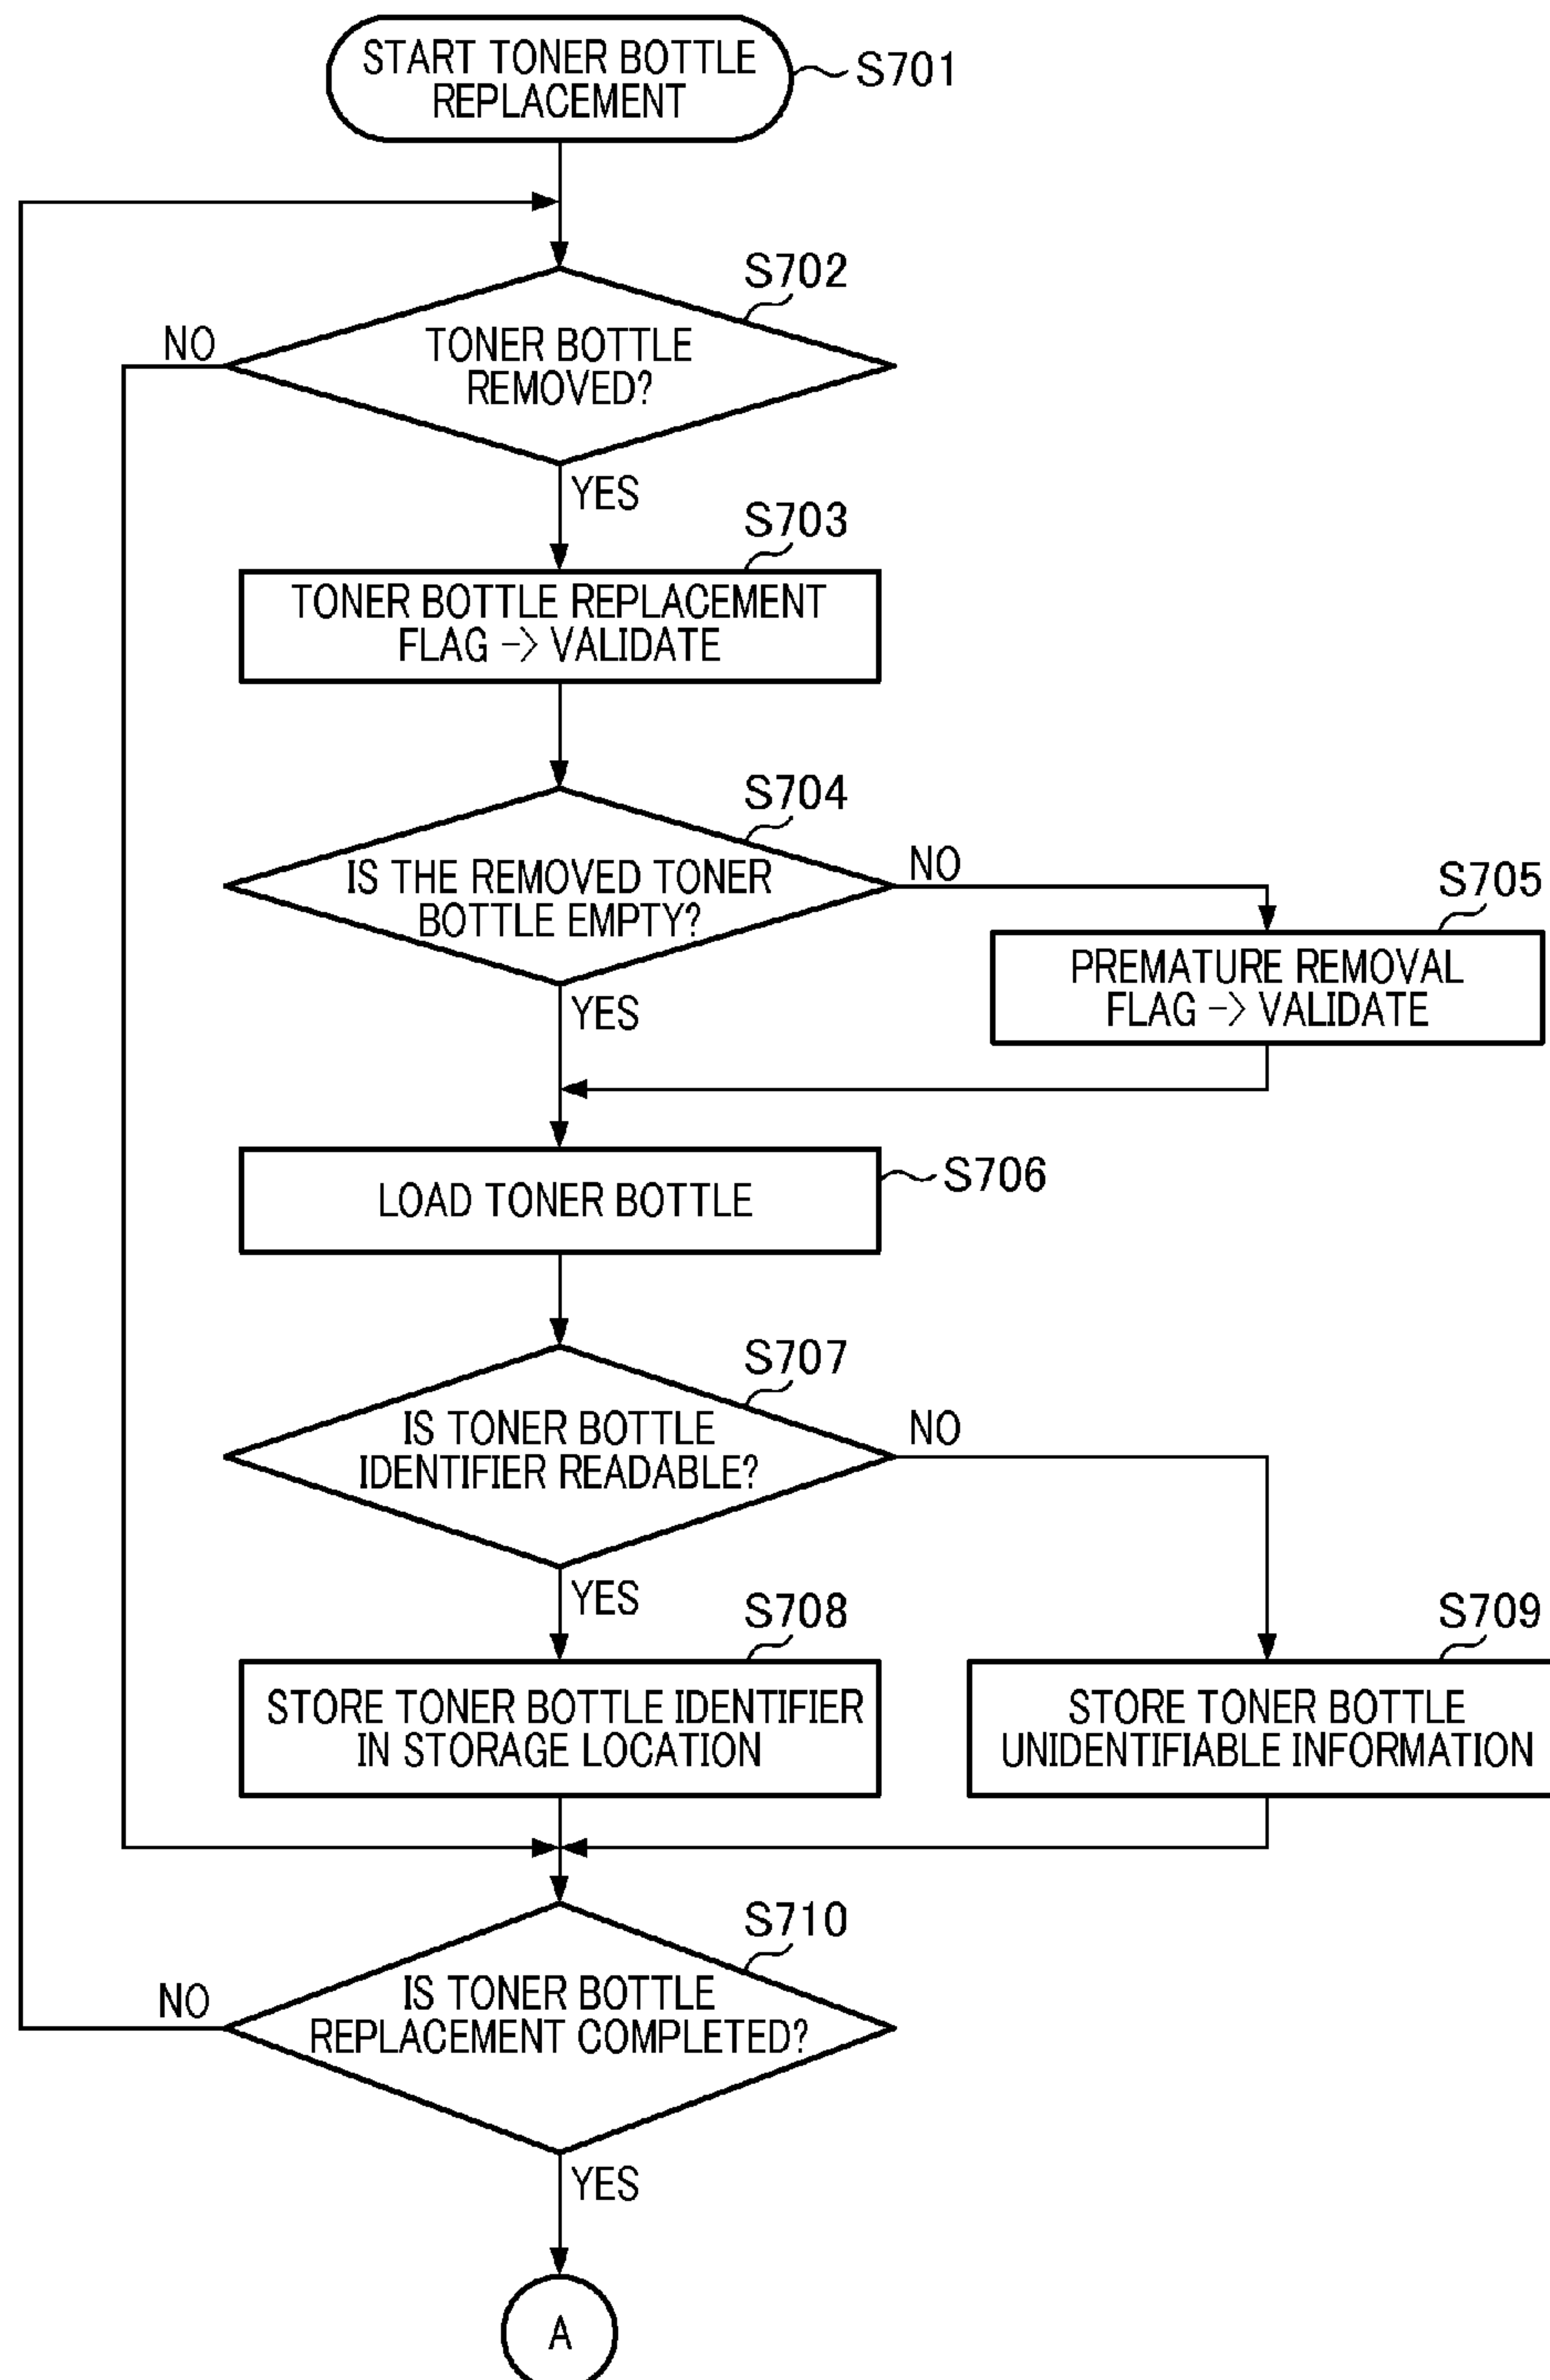 START TONER BOTTLE
REPLACEMENT
S701
S702
NO
TONER BOTTLE
REMOVED?
YES
S703
TONER BOTTLE REPLACEMENT
FLAG -> VALIDATE
S704
IS THE REMOVED TONER
BOTTLE EMPTY?
NO
S705
PREMATURE REMOVAL
FLAG -> VALIDATE
YES
LOAD TONER BOTTLE
S706
S707
IS TONER BOTTLE
IDENTIFIER READABLE?
NO
YES
S708
STORE TONER BOTTLE IDENTIFIER
IN STORAGE LOCATION
S709
STORE TONER BOTTLE
UNIDENTIFIABLE INFORMATION
S710
NO
IS TONER BOTTLE
REPLACEMENT COMPLETED?
YES
A